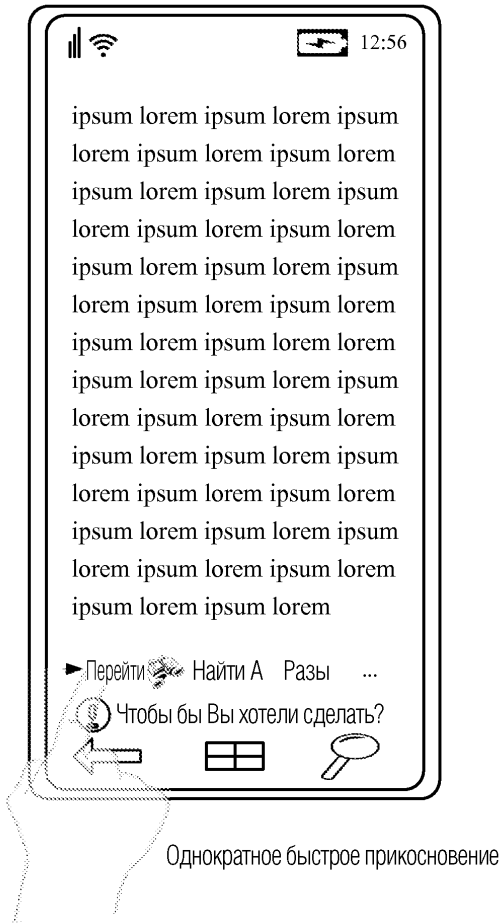 12:56
ipsum lorem ipsum lorem ipsum
lorem ipsum lorem ipsum lorem
ipsum lorem ipsum lorem ipsum
lorem ipsum lorem ipsum lorem
ipsum lorem ipsum lorem ipsum
lorem ipsum lorem ipsum lorem
ipsum lorem ipsum lorem lorem
ipsum lorem ipsum lorem ipsum
lorem ipsum lorem ipsum lorem
ipsum lorem ipsum lorem ipsum
lorem ipsum lorem ipsum lorem
ipsum lorem ipsum lorem ipsum
lorem ipsum lorem ipsum lorem
ipsum lorem ipsum lorem
Перейти Найти А Разы ...
Чтобы бы Вы хотели сделать?
Однократное быстрое прикосновение